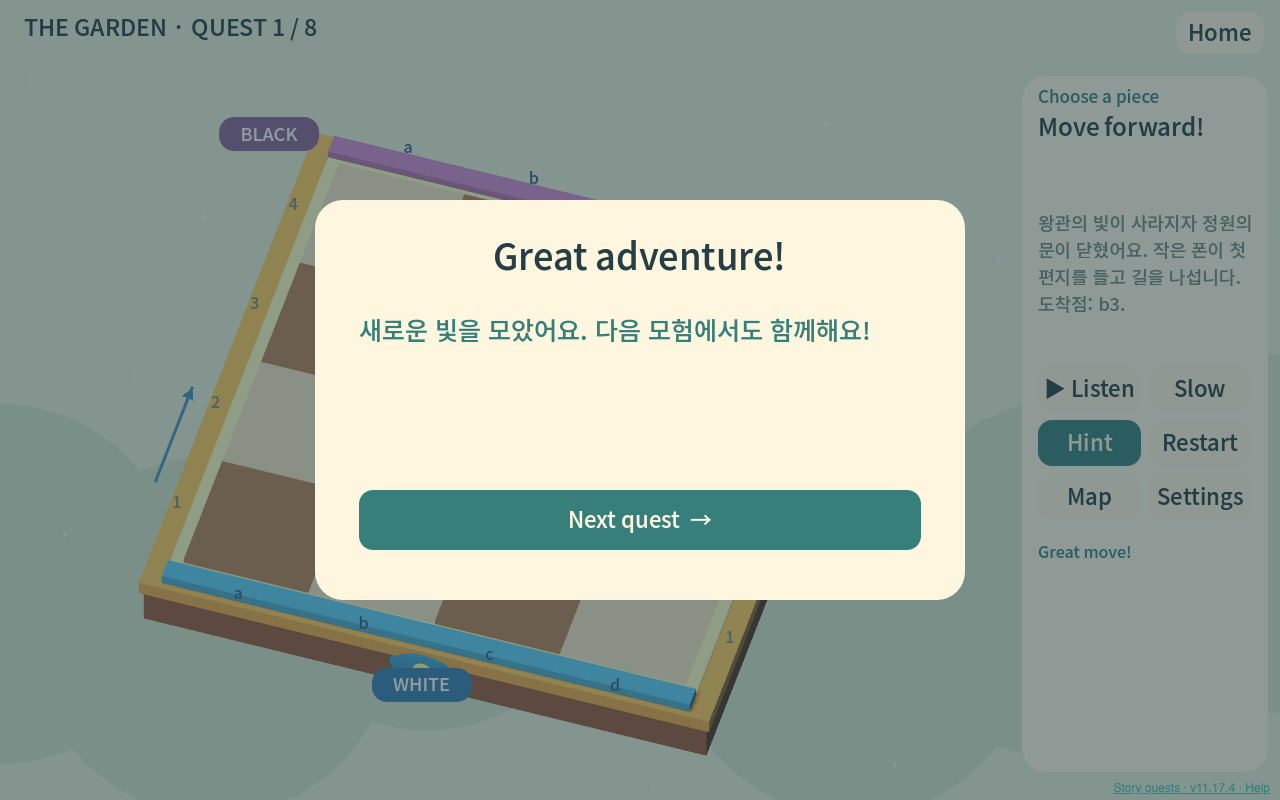 THE GARDEN · QUEST 1 / 8
Home
Choose a piece
Move forward!
BLACK
a
b
4
3
2
1
왕관의 빛이 사라지자 정원의
문이 닫혔어요. 작은 폰이 첫
편지를 들고 길을 나섭니다.
도착점: b3.
Great adventure!
새로운 빛을 모았어요. 다음 모험에서도 함께해요!
Next quest →
▶ Listen
Slow
Hint
Restart
Map
Settings
Great move!
a
b
c
d
1
WHITE
Story quests · v11.17.4 · Help